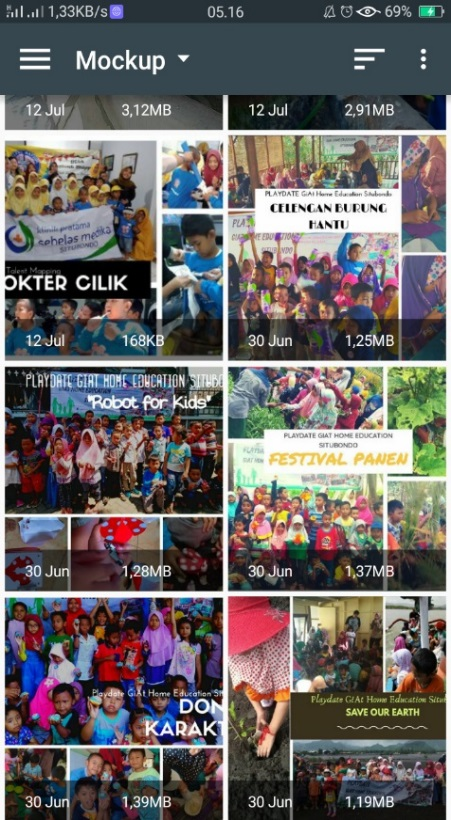 1,33KB/s
05.16
69%
Mockup
12 Jul 3,12MB
12 Jul 2,91MB
klinik pratama
sebelas medika
SITUBONDO
Talent Mapping
OKTER CILIK
12 Jul 168KB
PLAYDATE GiAt Home Education Situbondo
CELENGAN BURUNG
HANTU
30 Jun 1,25MB
PLAYDATE GIAT HOME EDUCATION SITUBO
"Robot for Kids"
30 Jun 1,28MB
PLAYDATE GIAT HOME EDUCATION
SITUBONDO
FESTIVAL PANEN
30 Jun 1,37MB
Playdate GiAt Home Education Sit
DON
KARAKT
30 Jun 1,39MB
Playdate GiAt Home Education Situb
SAVE OUR EARTH
30 Jun 1,19MB